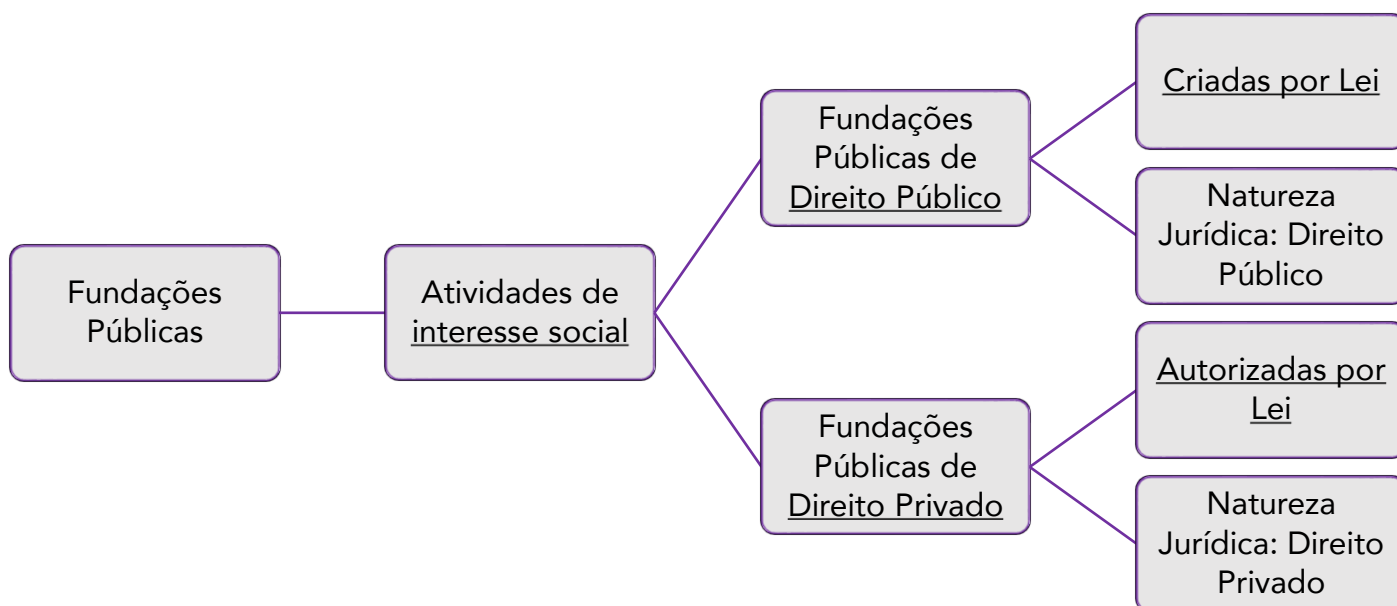 Fundações
Públicas
Atividades de
interesse social
Fundações
Públicas de
Direito Público
Criadas por Lei
Natureza
Jurídica: Direito
Público
Fundações
Públicas de
Direito Privado
Autorizadas por
Lei
Natureza
Jurídica: Direito
Privado